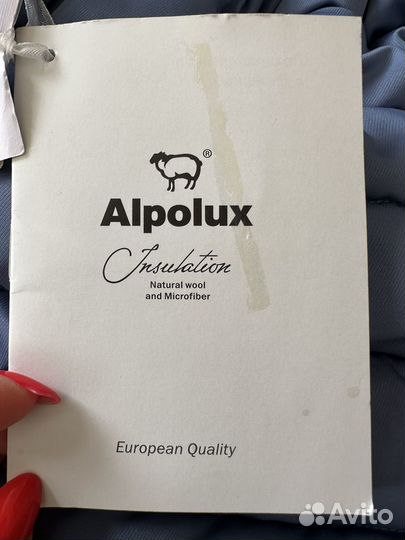 ®
Alpolux
Insulation
Natural wool
and Microfiber
European Quality
Avito